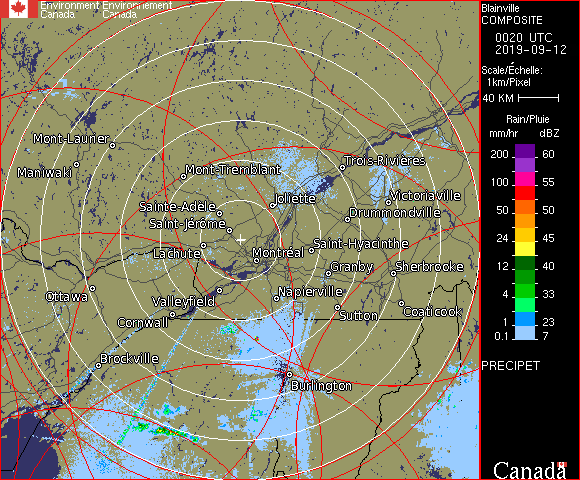 Environment Environnement
Canada Canada
Blainville
COMPOSITE
0020 UTC
2019-09-12
Scale/Échelle:
1km/Pixel
40 KM
Rain/Pluie
mm/hr dBZ
200 60
100 55
50 50
24 45
12 40
4 33
1 23
0.1 7
PRECIPET
Canada
Mont-Laurier
Maniwaki
Mont-Tremblant
Trois-Rivières
Joliette
Victoriaville
Sainte-Adèle
Drummondville
Saint-Jérôme
Saint-Hyacinthe
Lachute
Montréal
Granby
Sherbrooke
Ottawa
Valleyfield
Napierville
Cornwall
Sutton
Coaticook
Brockville
Burlington